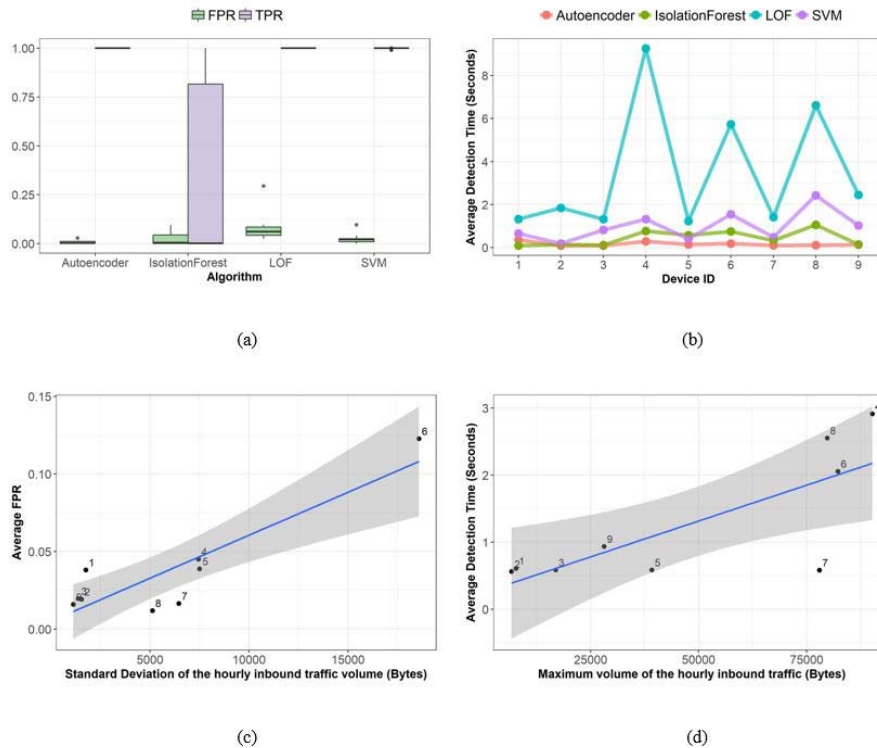 FPR TPR
1.00
0.75
0.50
0.25
0.00
Autoencoder IsolationForest LOF SVM
Algorithm
(a)
Autoencoder IsolationForest LOF SVM
Average Detection Time (Seconds)
8
6
4
2
0
1 2 3 4 5 6 7 8 9
Device ID
(b)
Average FPR
0.15
0.10
0.05
0.00
6
4
5
1
3
2
7
8
5000 10000 15000
Standard Deviation of the hourly inbound traffic volume (Bytes)
(c)
Average Detection Time (Seconds)
3
2
1
0
8
6
9
2
1
3
5
7
25000 50000 75000
Maximum volume of the hourly inbound traffic (Bytes)
(d)